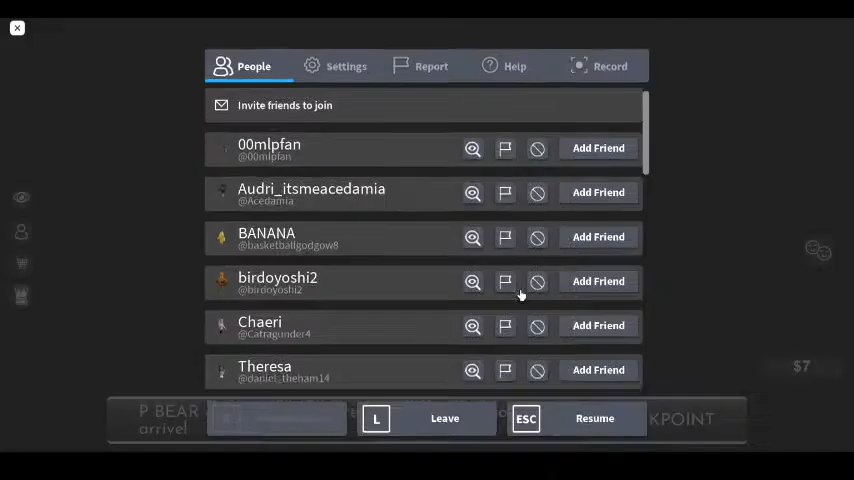 People Settings Report Help Record
Invite friends to join
00mlpfan
@00mlpfan
Add Friend
Audri_itsmeacedamia
@Acedamia
Add Friend
BANANA
@basketballgodgow8
Add Friend
birdoyoshi2
@birdoyoshi2
Add Friend
Chaeri
@Catragunder4
Add Friend
Theresa
@daniel_theham14
Add Friend
$7
P BEAR
arrive!
KPOINT
L Leave
ESC Resume